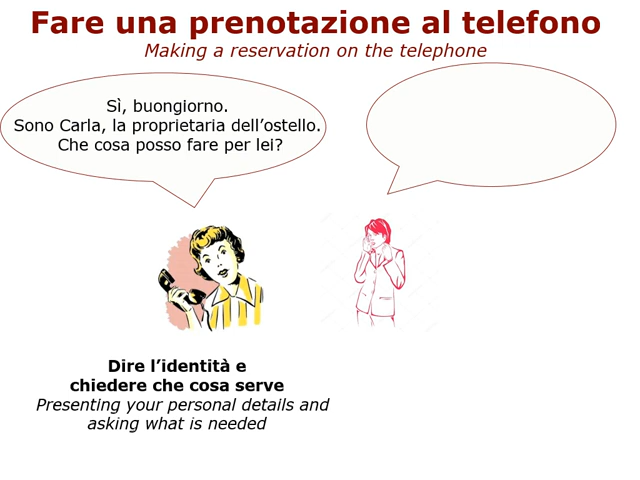 Fare una prenotazione al telefono
Making a reservation on the telephone
Sì, buongiorno.
Sono Carla, la proprietaria dell’ostello.
Che cosa posso fare per lei?
Dire l’identità e
chiedere che cosa serve
Presenting your personal details and
asking what is needed